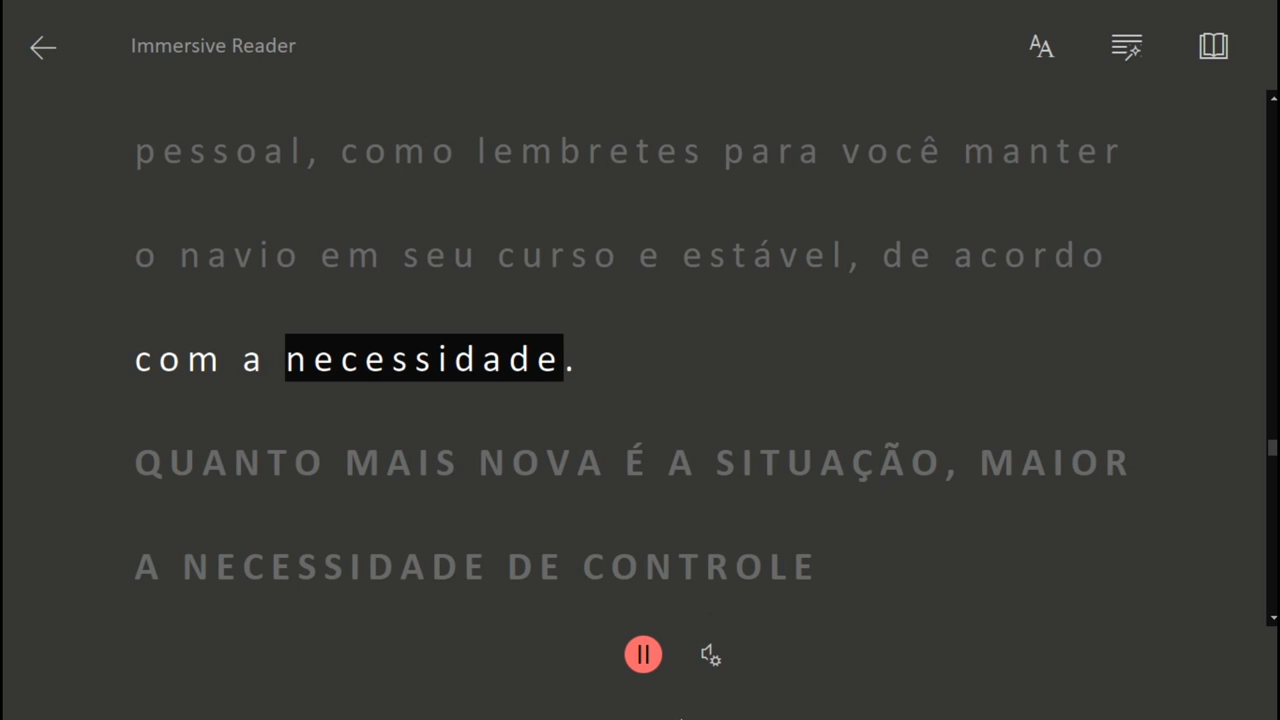 Immersive Reader
pessoal, como lembretes para você manter
o navio em seu curso e estável, de acordo
com a necessidade.
QUANTO MAIS NOVA É A SITUAÇÃO, MAIOR
A NECESSIDADE DE CONTROLE